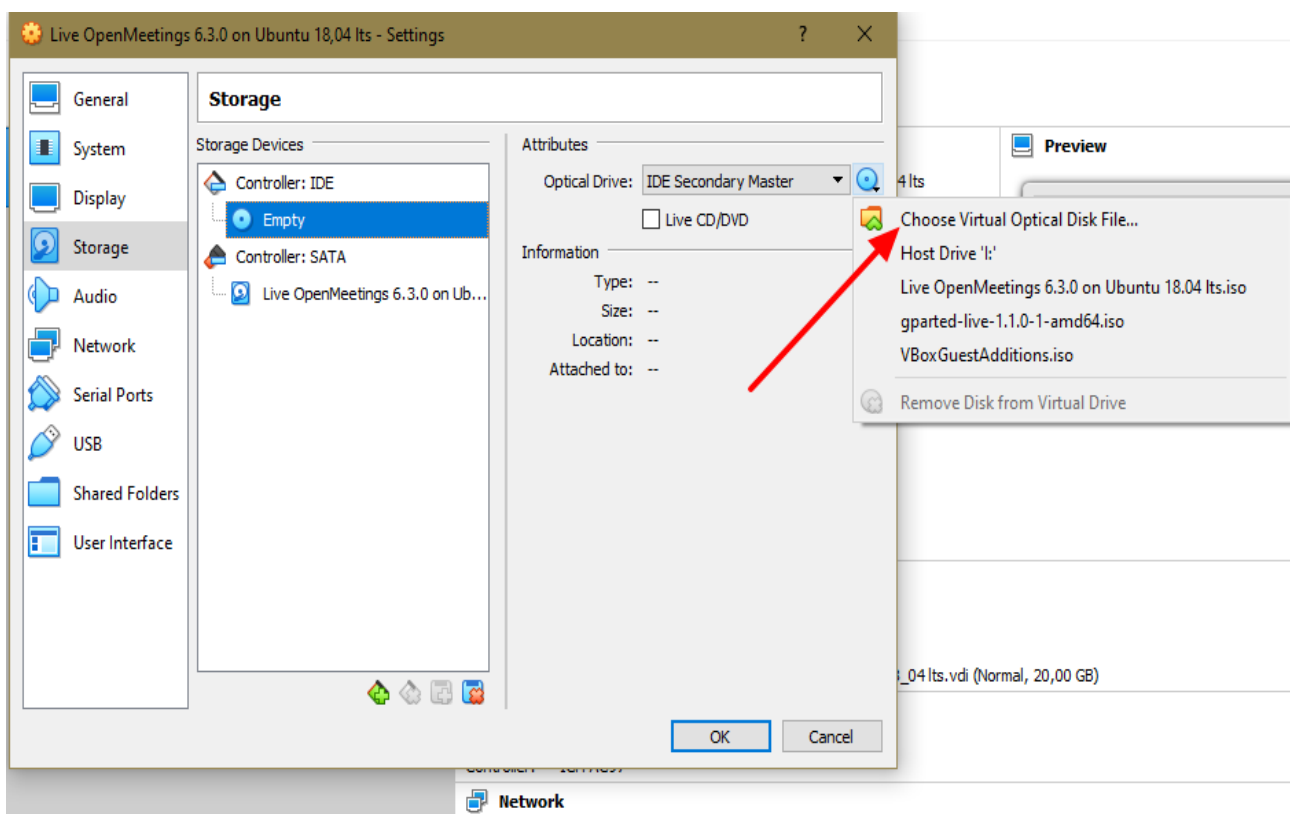 Live OpenMeetings 6.3.0 on Ubuntu 18,04 lts - Settings
?
General
System
Display
Storage
Audio
Network
Serial Ports
USB
Shared Folders
User Interface
Storage
Storage Devices
Controller: IDE
Empty
Controller: SATA
Live OpenMeetings 6.3.0 on Ub...
Attributes
Optical Drive: IDE Secondary Master
Live CD/DVD
Information
Type: --
Size: --
Location: --
Attached to: --
OK
Cancel
4 lts
Preview
Choose Virtual Optical Disk File...
Host Drive 'I:'
Live OpenMeetings 6.3.0 on Ubuntu 18.04 lts.iso
gparted-live-1.1.0-1-amd64.iso
VBoxGuestAdditions.iso
Remove Disk from Virtual Drive
_04 lts.vdi (Normal, 20,00 GB)
Network